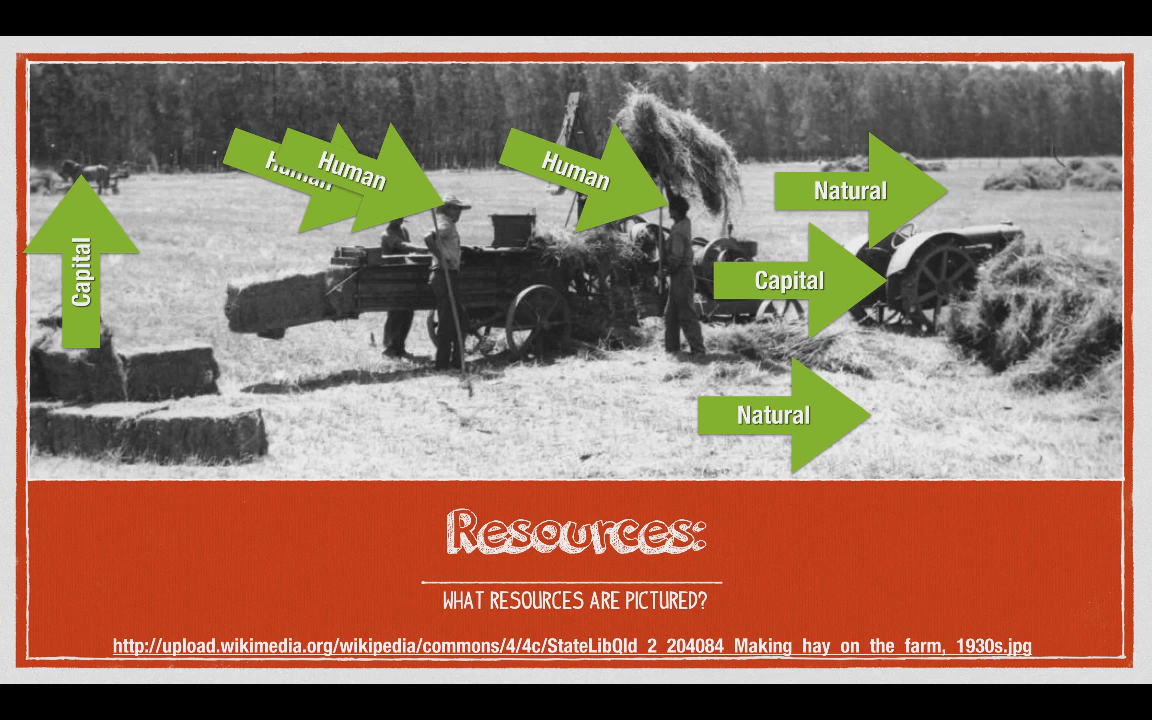 Human
Human
Human
Natural
Capital
Capital
Natural
Resources:
WHAT RESOURCES ARE PICTURED?
http://upload.wikimedia.org/wikipedia/commons/4/4c/StateLibQld_2_204084_Making_hay_on_the_farm,_1930s.jpg